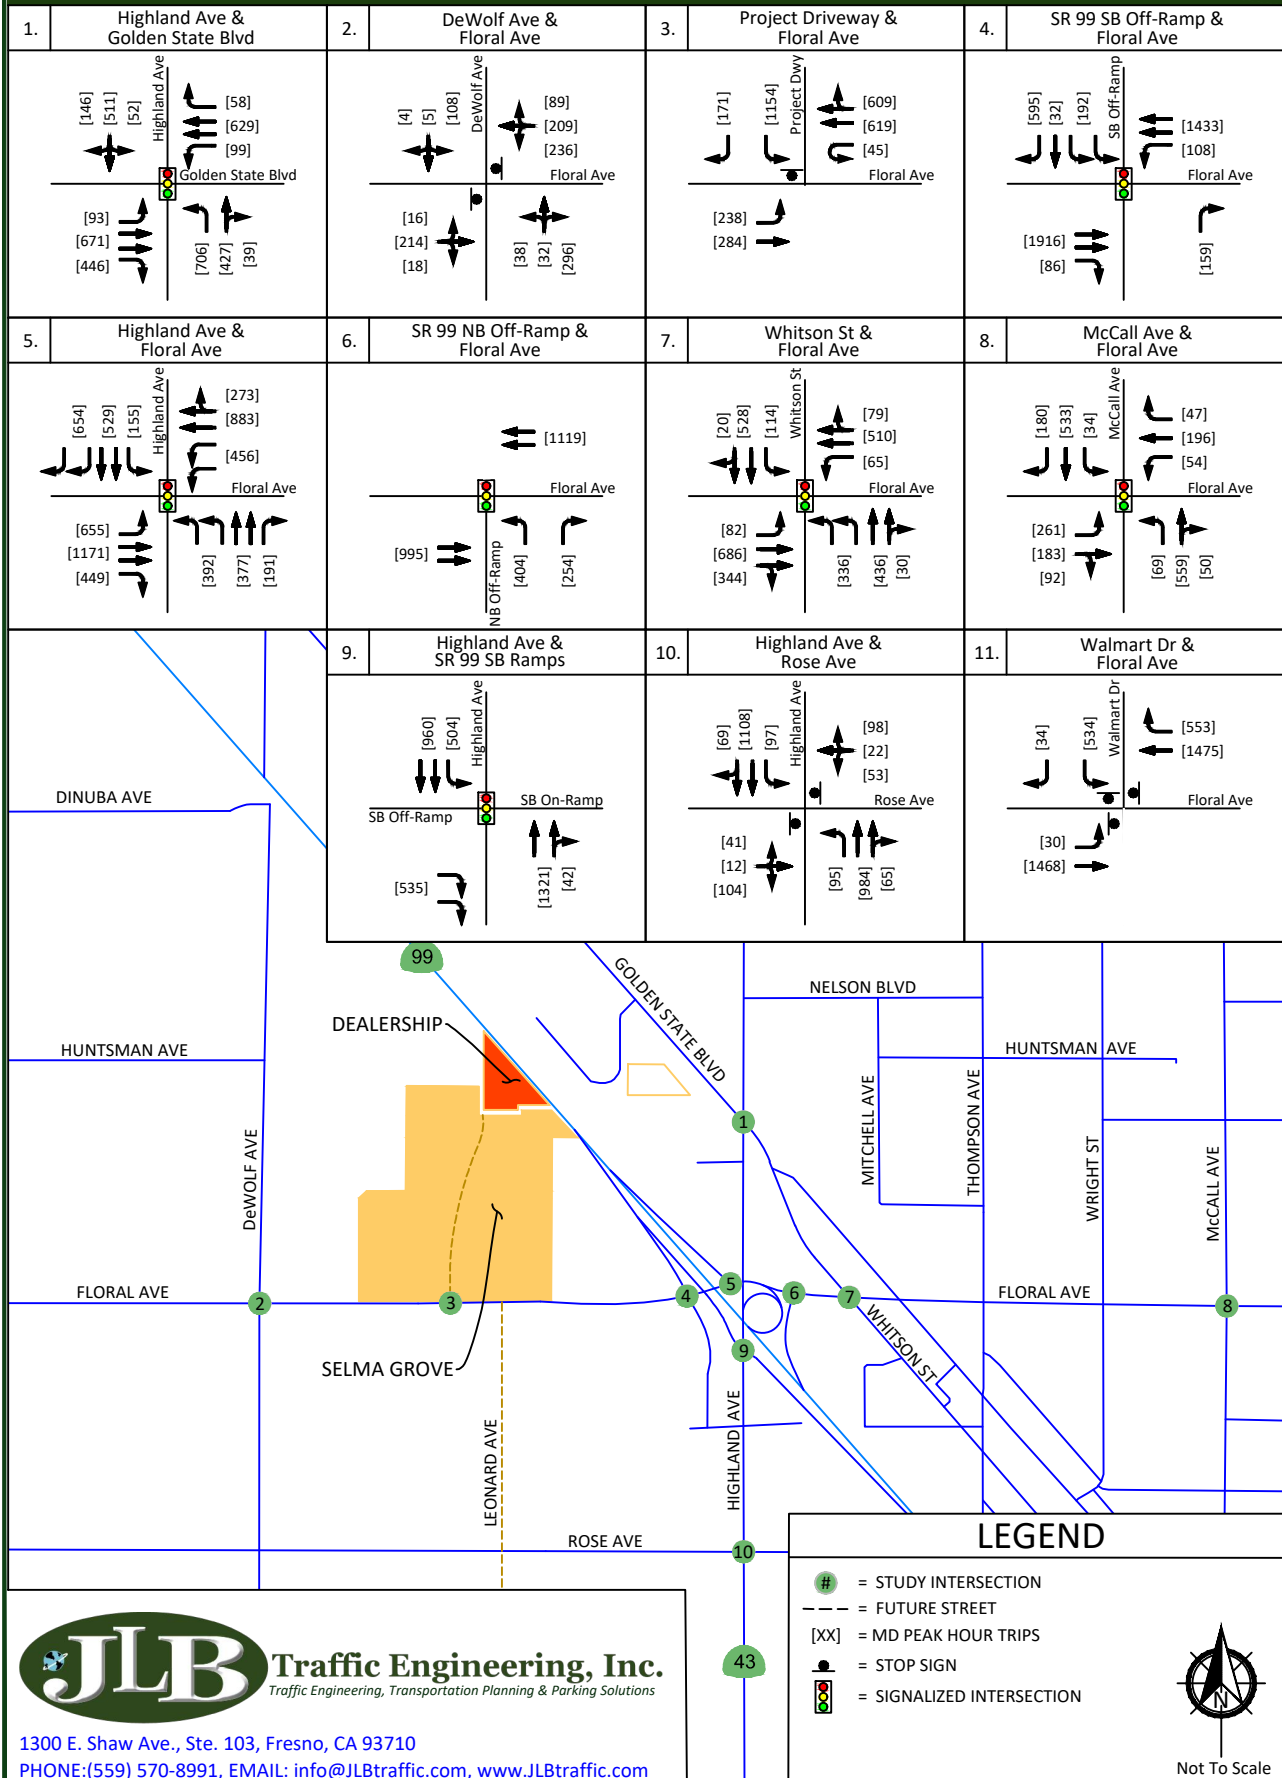 1.
Highland Ave &
Golden State Blvd
[146]
[511]
[52]
Highland Ave
[58]
[629]
[99]
Golden State Blvd
[93]
[671]
[446]
[706]
[427]
[39]
2.
DeWolf Ave &
Floral Ave
[4]
[5]
[108]
DeWolf Ave
[89]
[209]
[236]
Floral Ave
[16]
[214]
[18]
[38]
[32]
[296]
3.
Project Driveway &
Floral Ave
[171]
[1154]
Project Dwy
[609]
[619]
[45]
Floral Ave
[238]
[284]
4.
SR 99 SB Off-Ramp &
Floral Ave
[595]
[32]
[192]
SB Off-Ramp
[1433]
[108]
Floral Ave
[1916]
[86]
[159]
5.
Highland Ave &
Floral Ave
[654]
[529]
[155]
Highland Ave
[273]
[883]
[456]
Floral Ave
[655]
[1171]
[449]
[392]
[377]
[191]
6.
SR 99 NB Off-Ramp &
Floral Ave
[1119]
Floral Ave
[995]
NB Off-Ramp
[404]
[254]
7.
Whitson St &
Floral Ave
[20]
[528]
[114]
Whitson St
[79]
[510]
[65]
Floral Ave
[82]
[686]
[344]
[336]
[436]
[30]
8.
McCall Ave &
Floral Ave
[180]
[533]
[34]
McCall Ave
[47]
[196]
[54]
Floral Ave
[261]
[183]
[92]
[69]
[559]
[50]
9.
Highland Ave &
SR 99 SB Ramps
[960]
[504]
Highland Ave
SB On-Ramp
SB Off-Ramp
[535]
[1321]
[42]
10.
Highland Ave &
Rose Ave
[69]
[1108]
[97]
Highland Ave
[98]
[22]
[53]
Rose Ave
[41]
[12]
[104]
[95]
[984]
[65]
11.
Walmart Dr &
Floral Ave
[34]
[534]
Walmart Dr
[553]
[1475]
Floral Ave
[30]
[1468]
DINUBA AVE
99
GOLDEN STATE BLVD
NELSON BLVD
DEALERSHIP
HUNTSMAN AVE
HUNTSMAN AVE
MITCHELL AVE
THOMPSON AVE
WRIGHT ST
McCALL AVE
DeWOLF AVE
1
FLORAL AVE
2
3
4
5
6
7
FLORAL AVE
8
9
WHITSON ST
SELMA GROVE
LEONARD AVE
HIGHLAND AVE
ROSE AVE
10
43
LEGEND
# = STUDY INTERSECTION
= FUTURE STREET
[XX] = MD PEAK HOUR TRIPS
= STOP SIGN
= SIGNALIZED INTERSECTION
N
Not To Scale
JLB Traffic Engineering, Inc.
Traffic Engineering, Transportation Planning & Parking Solutions
1300 E. Shaw Ave., Ste. 103, Fresno, CA 93710
PHONE:(559) 570-8991, EMAIL: info@JLBtraffic.com, www.JLBtraffic.com